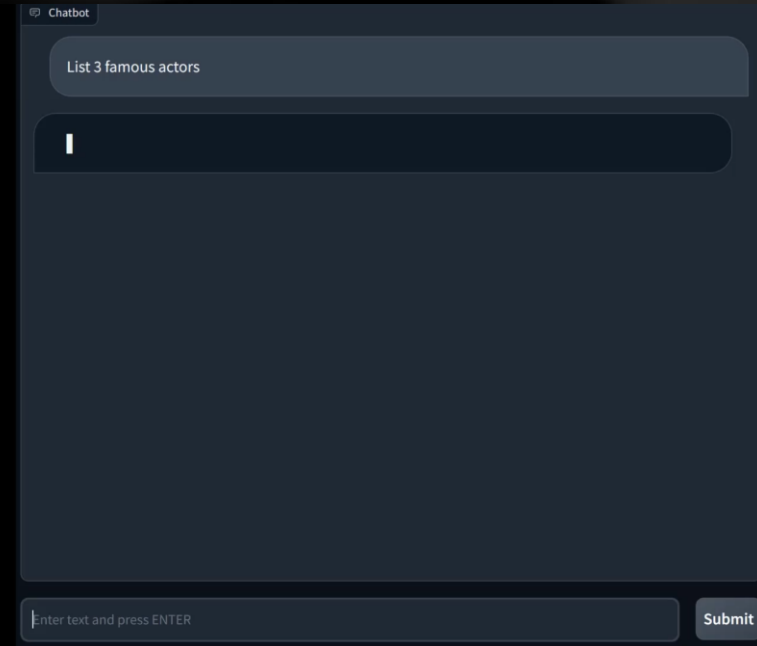 Chatbot
List 3 famous actors
Enter text and press ENTER
Submit